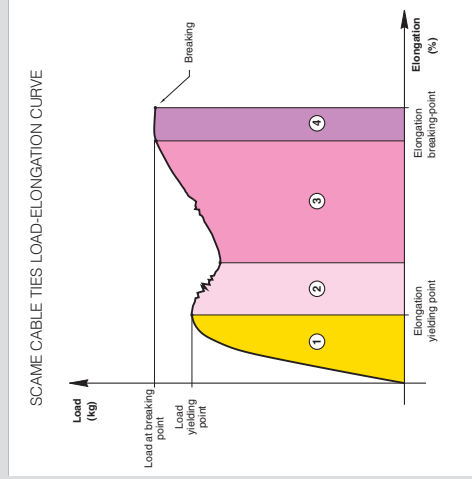 SCAME CABLE TIES LOAD-ELONGATION CURVE
Load
(kg)
Load at breaking
point
Load
yielding
point
Breaking
1
2
3
4
Elongation
yielding point
Elongation
breaking-point
Elongation
(%)